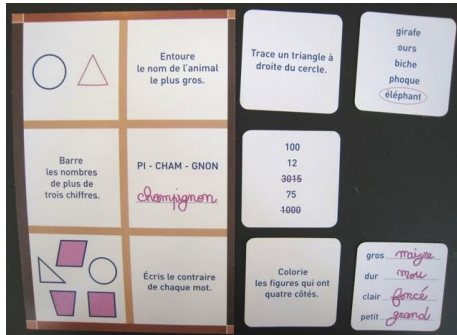 Entoure
le nom de l'animal
le plus gros.
Trace un triangle à
droite du cercle.
girafe
ours
biche
phoque
éléphant
Barre
les nombres
de plus de
trois chiffres.
PI - CHAM - GNON
champignon
100
12
3015
75
1000
Écris le contraire
de chaque mot.
Colorie
les figures qui ont
quatre côtés.
gros maigre
dur mou
clair foncé
petit grand